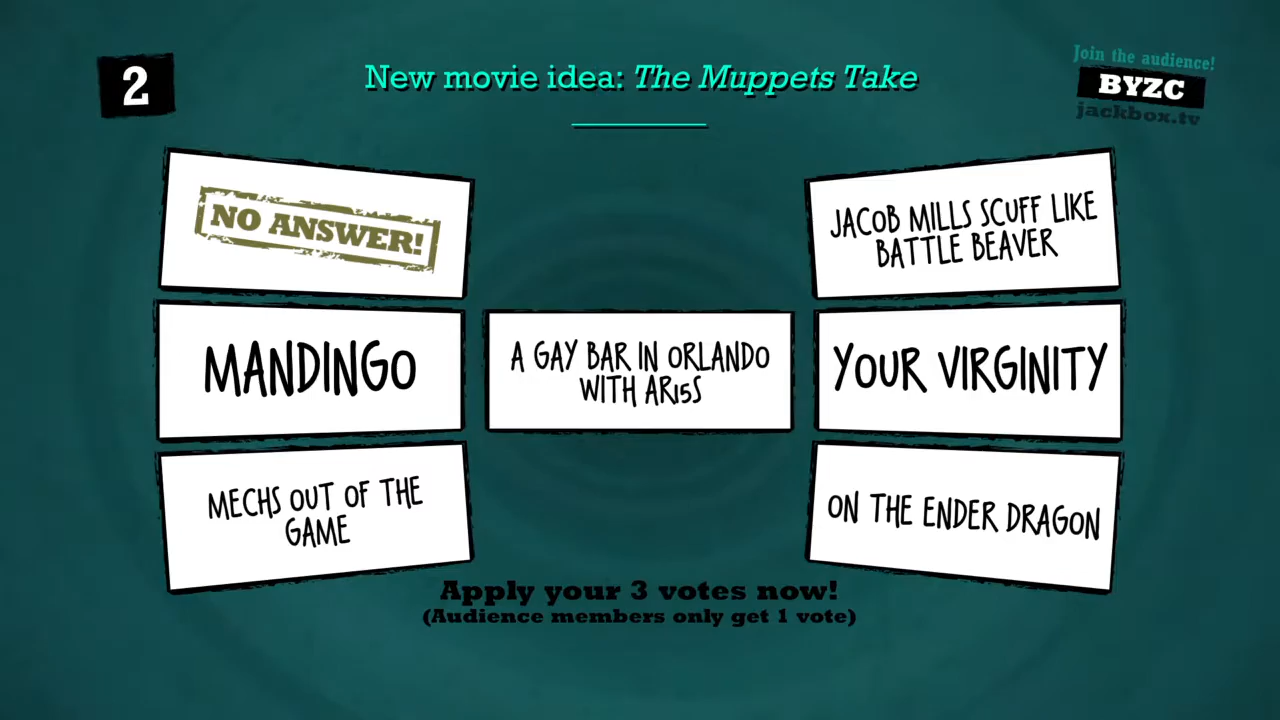 2
New movie idea: The Muppets Take
Join the audience!
BYZC
jackbox.tv
NO ANSWER!
JACOB MILLS SCUFF LIKE
BATTLE BEAVER
MANDINGO
A GAY BAR IN ORLANDO
WITH AR15S
YOUR VIRGINITY
MECHS OUT OF THE
GAME
ON THE ENDER DRAGON
Apply your 3 votes now!
(Audience members only get 1 vote)